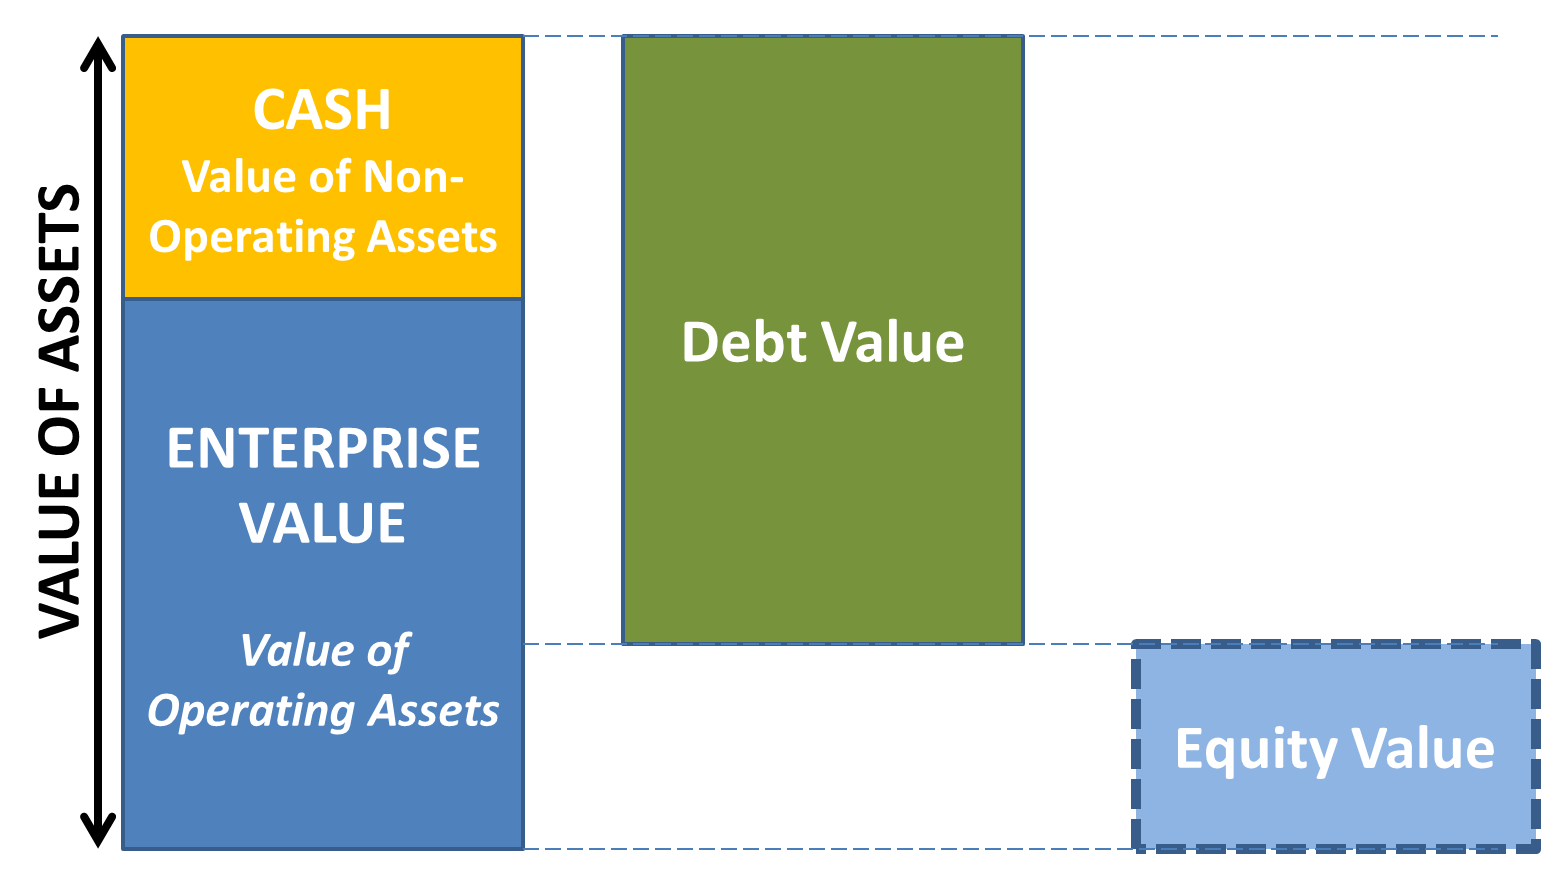 VALUE OF ASSETS
CASH
Value of Non-
Operating Assets
ENTERPRISE
VALUE
Value of
Operating Assets
Debt Value
Equity Value